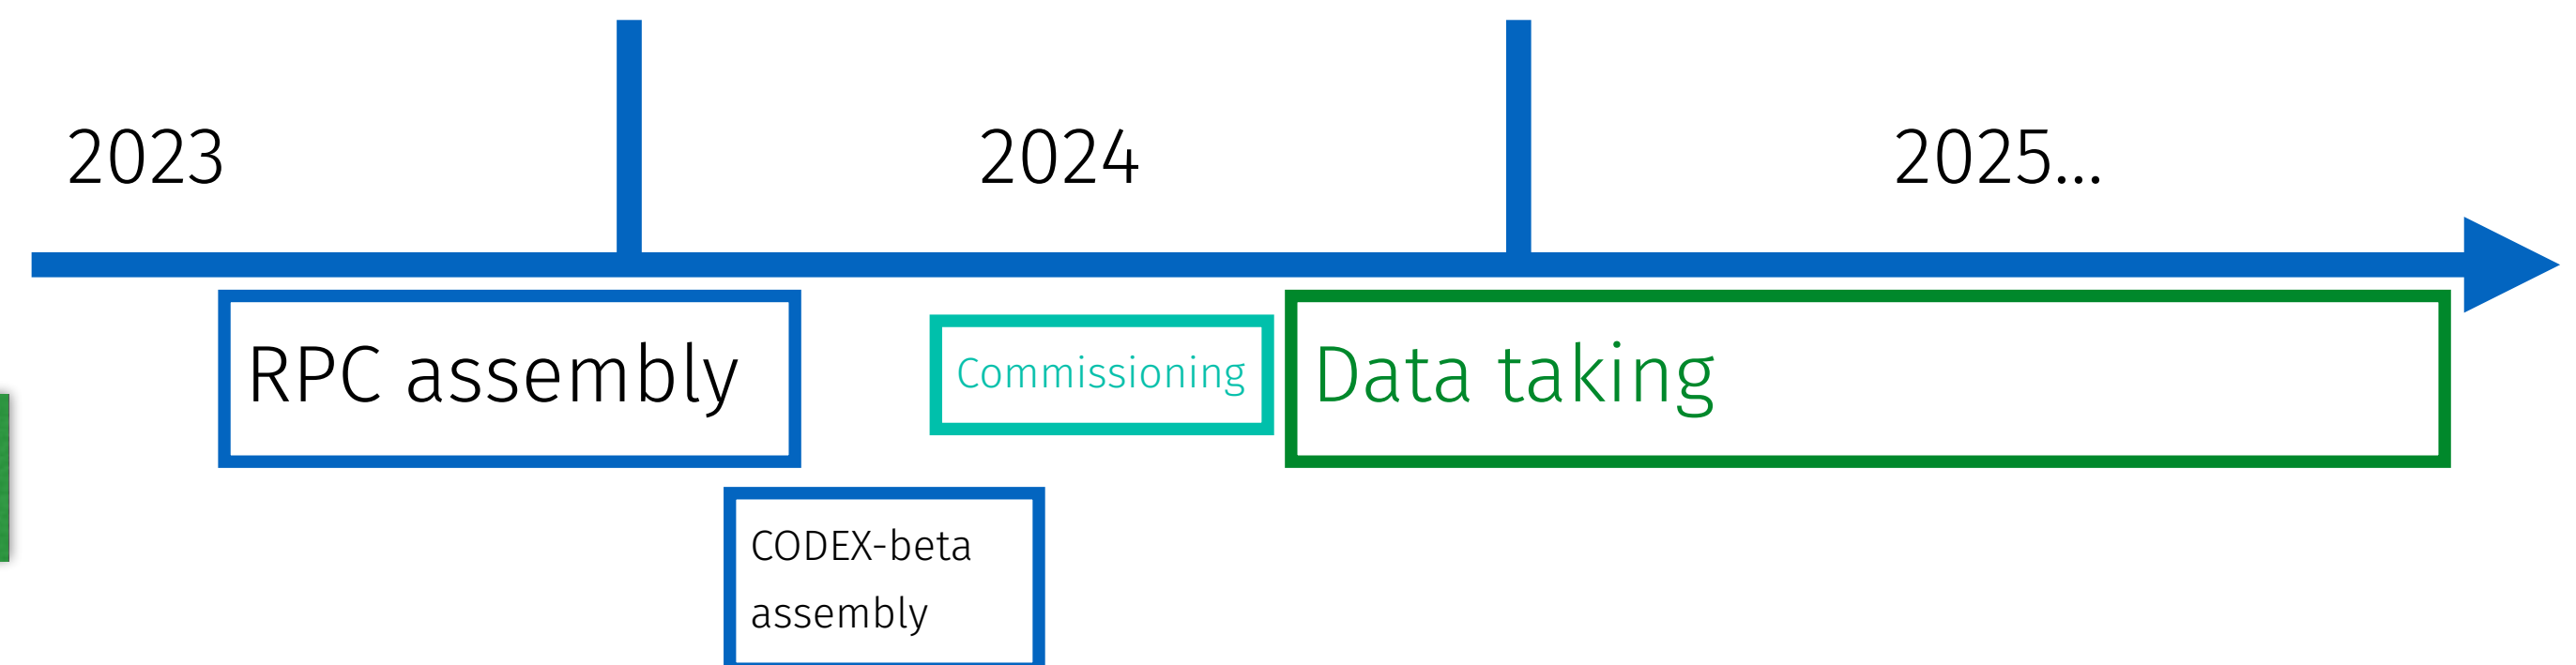 2023
2024
2025...
RPC assembly
Commissioning
Data taking
CODEX-beta
assembly